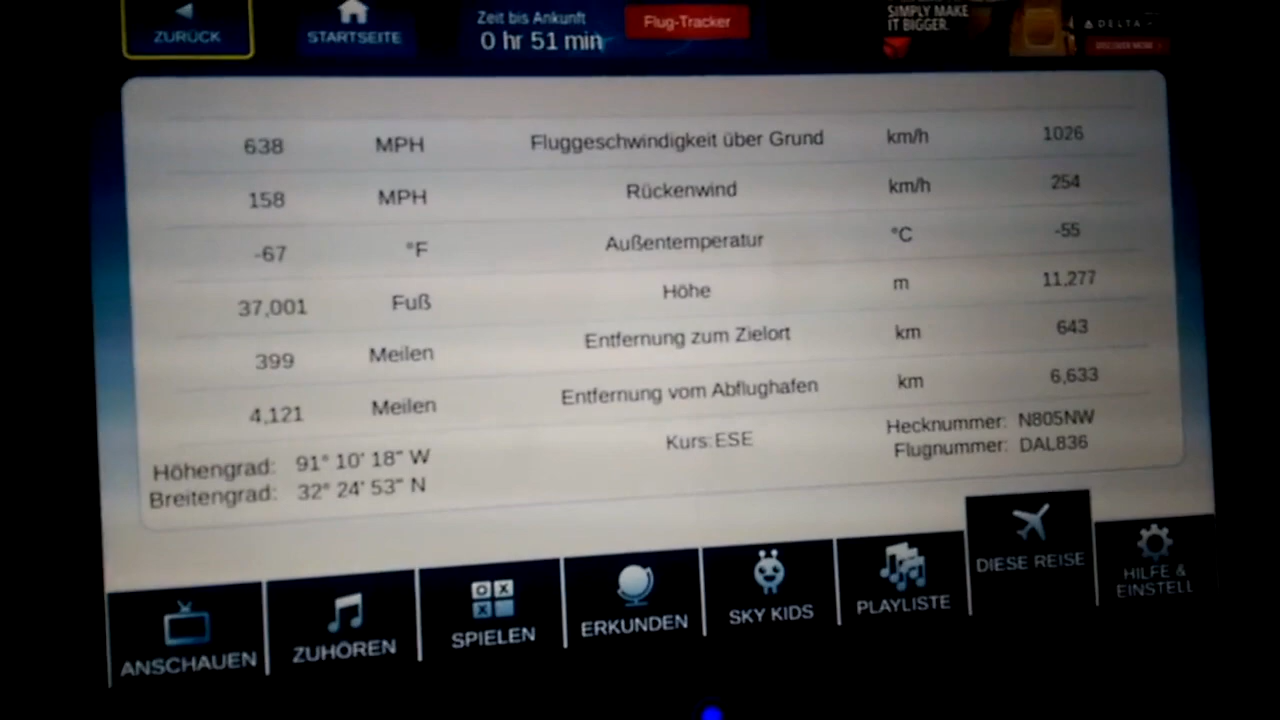 ZURÜCK
STARTSEITE
Zeit bis Ankunft
0 hr 51 min
Flug-Tracker
SIMPLY MAKE
IT BIGGER.
DELTA
DISCOVER MORE
638 MPH Fluggeschwindigkeit über Grund km/h 1026
158 MPH Rückenwind km/h 254
-67 °F Außentemperatur °C -55
37,001 Fuß Höhe m 11,277
399 Meilen Entfernung zum Zielort km 643
4,121 Meilen Entfernung vom Abflughafen km 6,633
Höhengrad: 91° 10' 18" W
Breitengrad: 32° 24' 53" N
Kurs:ESE
Hecknummer: N805NW
Flugnummer: DAL836
ANSCHAUEN
ZUHÖREN
SPIELEN
ERKUNDEN
SKY KIDS
PLAYLISTE
DIESE REISE
HILFE &
EINSTELL